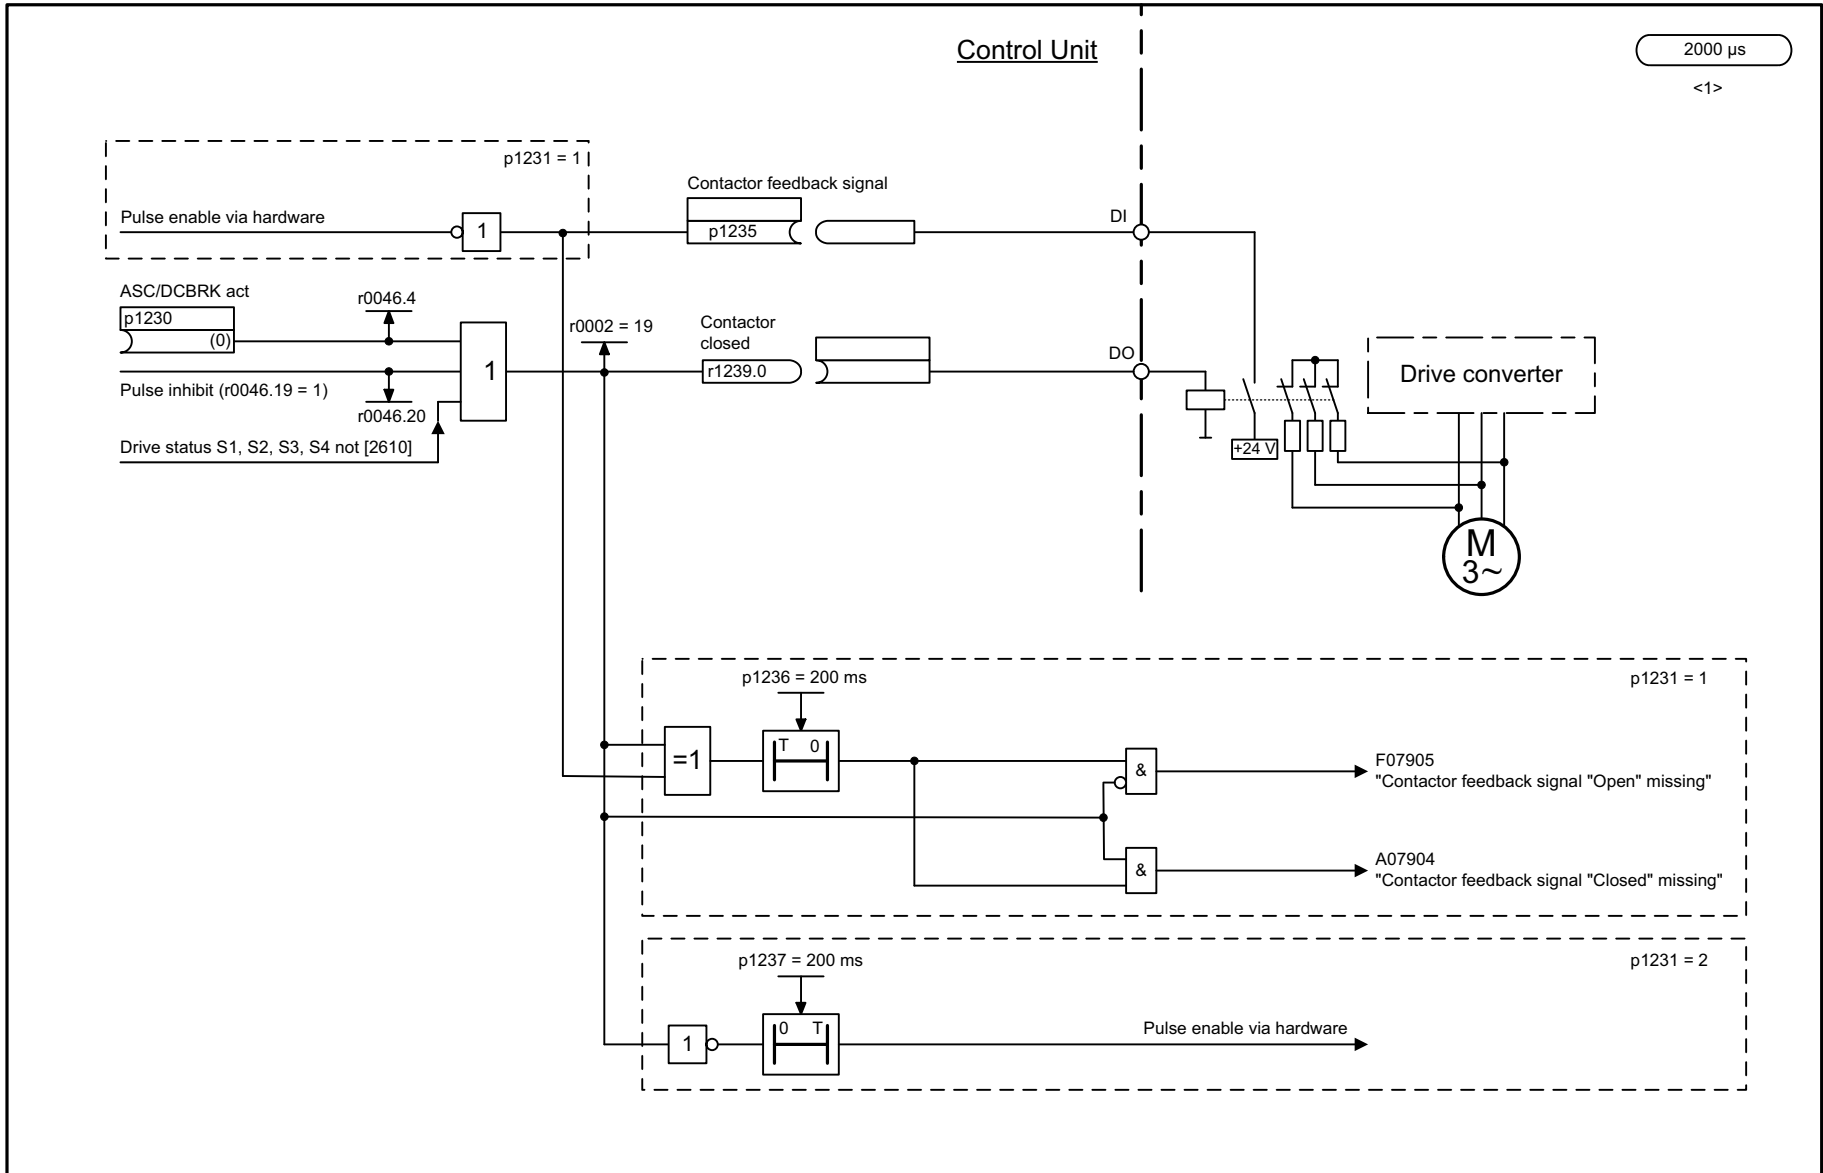 Control Unit
2000 µs
<1>
p1231 = 1
Pulse enable via hardware
1
Contactor feedback signal
p1235
DI
ASC/DCBRK act
p1230
(0)
r0046.4
Pulse inhibit (r0046.19 = 1)
r0046.20
Drive status S1, S2, S3, S4 not [2610]
1
r0002 = 19
Contactor
closed
r1239.0
DO
+24 V
Drive converter
M
3~
p1236 = 200 ms
p1231 = 1
=1
T 0
&
F07905
"Contactor feedback signal "Open" missing"
&
A07904
"Contactor feedback signal "Closed" missing"
p1237 = 200 ms
p1231 = 2
1
0 T
Pulse enable via hardware